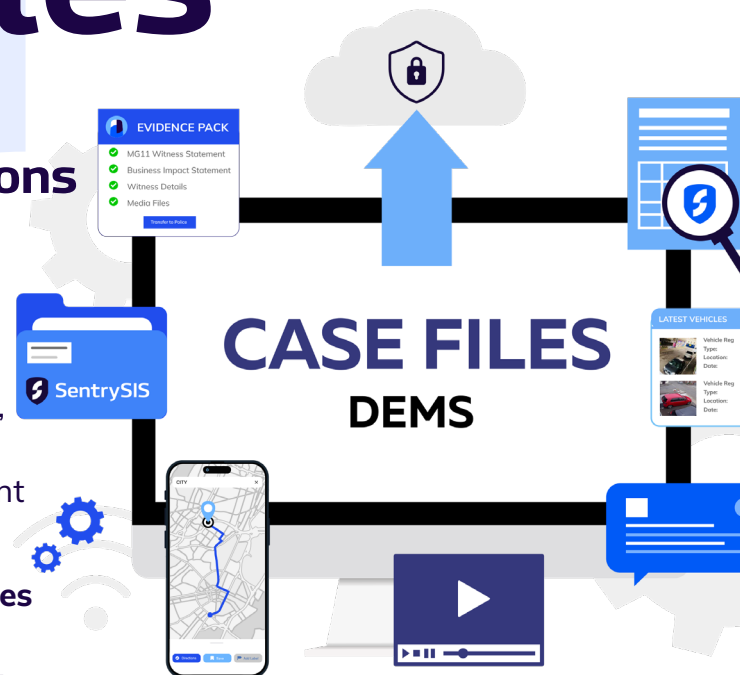 EVIDENCE PACK
MG11 Witness Statement
Business Impact Statement
Witness Details
Media Files
Transfer to Police
ons
CASE FILES
DEMS
SentrySIS
LATEST VEHICLES
Vehicle Reg
Type:
Location:
Date:
Vehicle Reg
Type:
Location:
Date:
,
nt
es
CITY
Directions